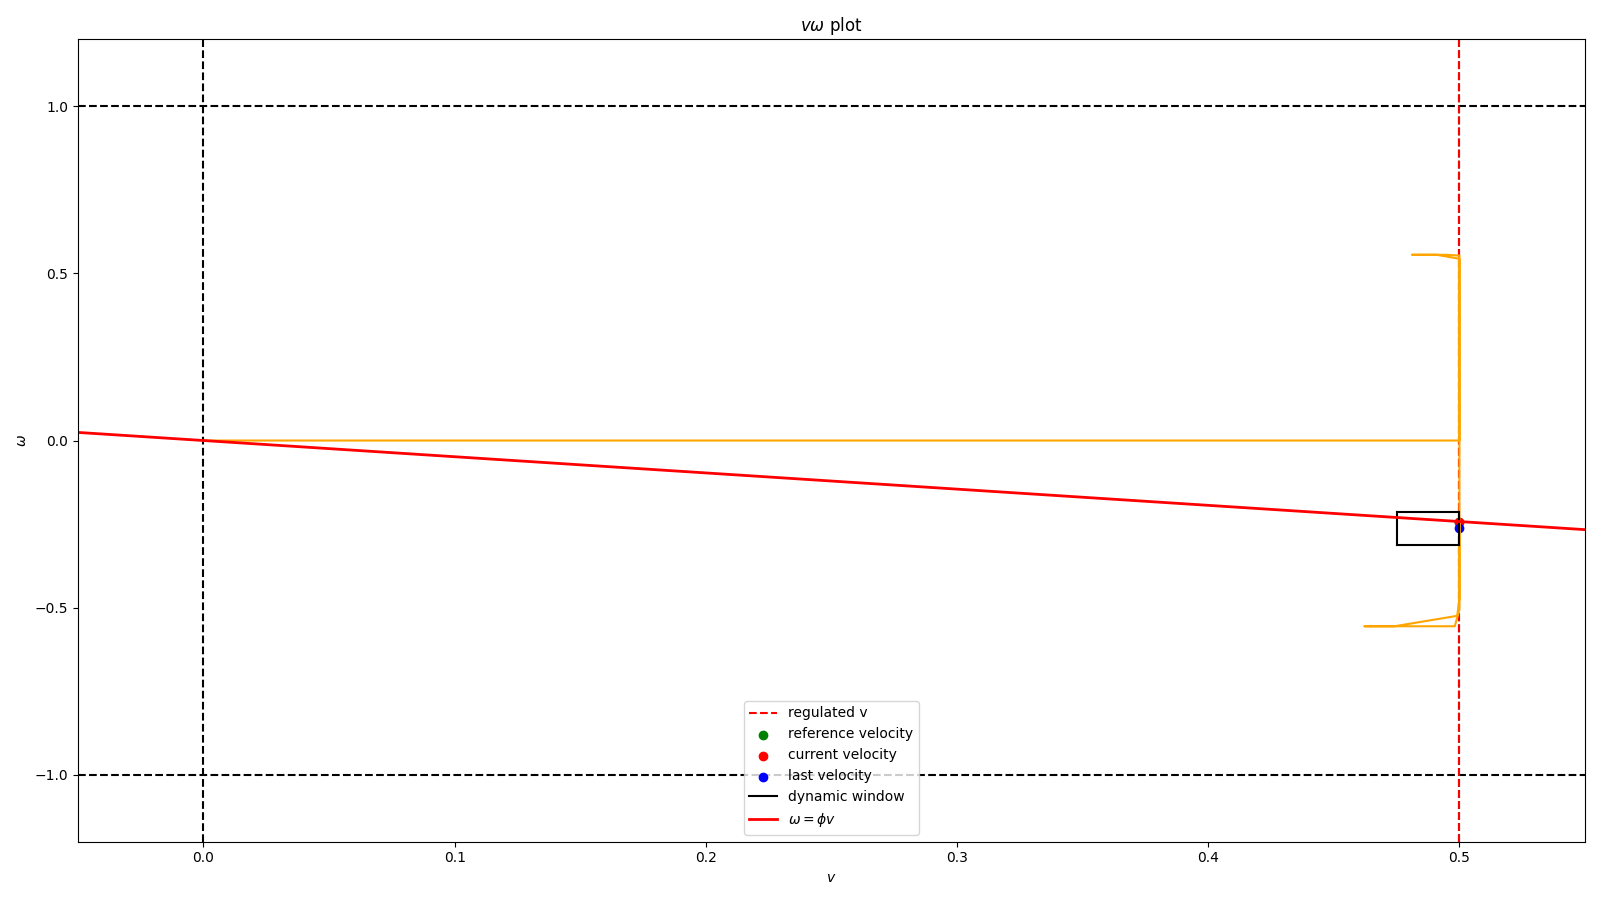 vω plot
1.0
0.5
0.0
−0.5
−1.0
ω
0.0 0.1 0.2 0.3 0.4 0.5
v
regulated v
reference velocity
current velocity
last velocity
dynamic window
ω = ϕv